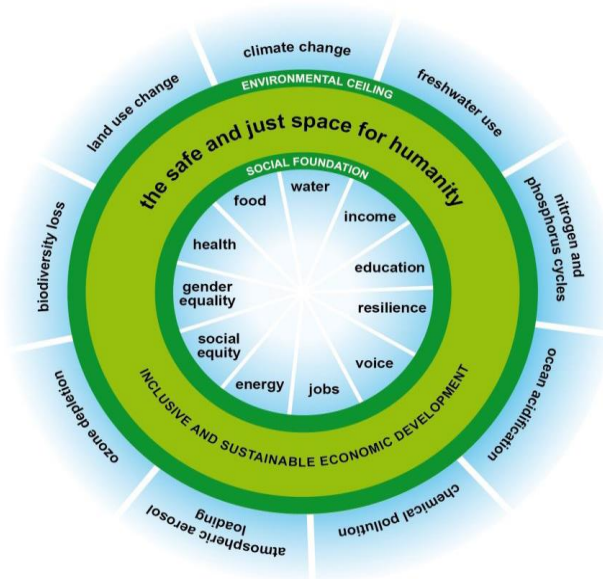 climate change
freshwater use
nitrogen and
phosphorus cycles
ocean acidification
chemical pollution
atmospheric aerosol
loading
ozone depletion
biodiversity loss
land use change
ENVIRONMENTAL CEILING
the safe and just space for humanity
SOCIAL FOUNDATION
water
income
education
resilience
voice
jobs
energy
social
equity
gender
equality
health
food
INCLUSIVE AND SUSTAINABLE ECONOMIC DEVELOPMENT